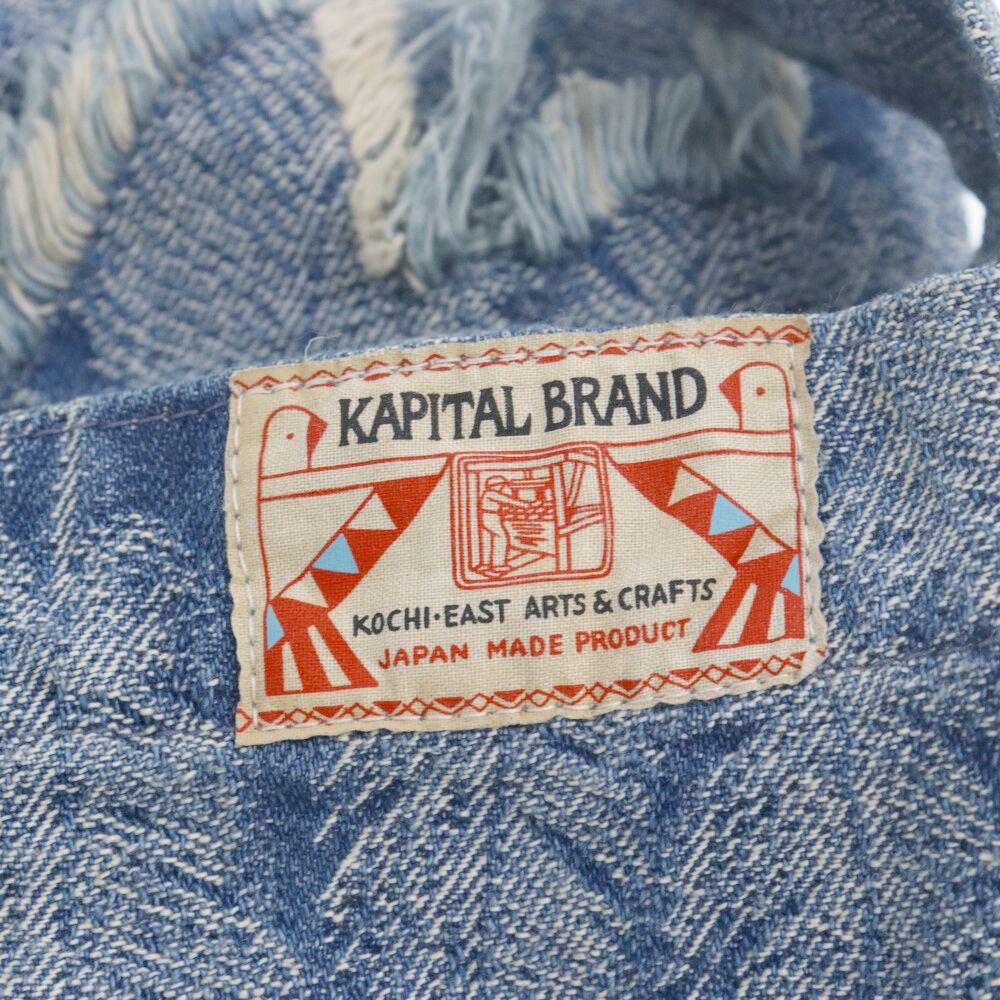 KAPITAL BRAND
KOCHI·EAST ARTS & CRAFTS
JAPAN MADE PRODUCT